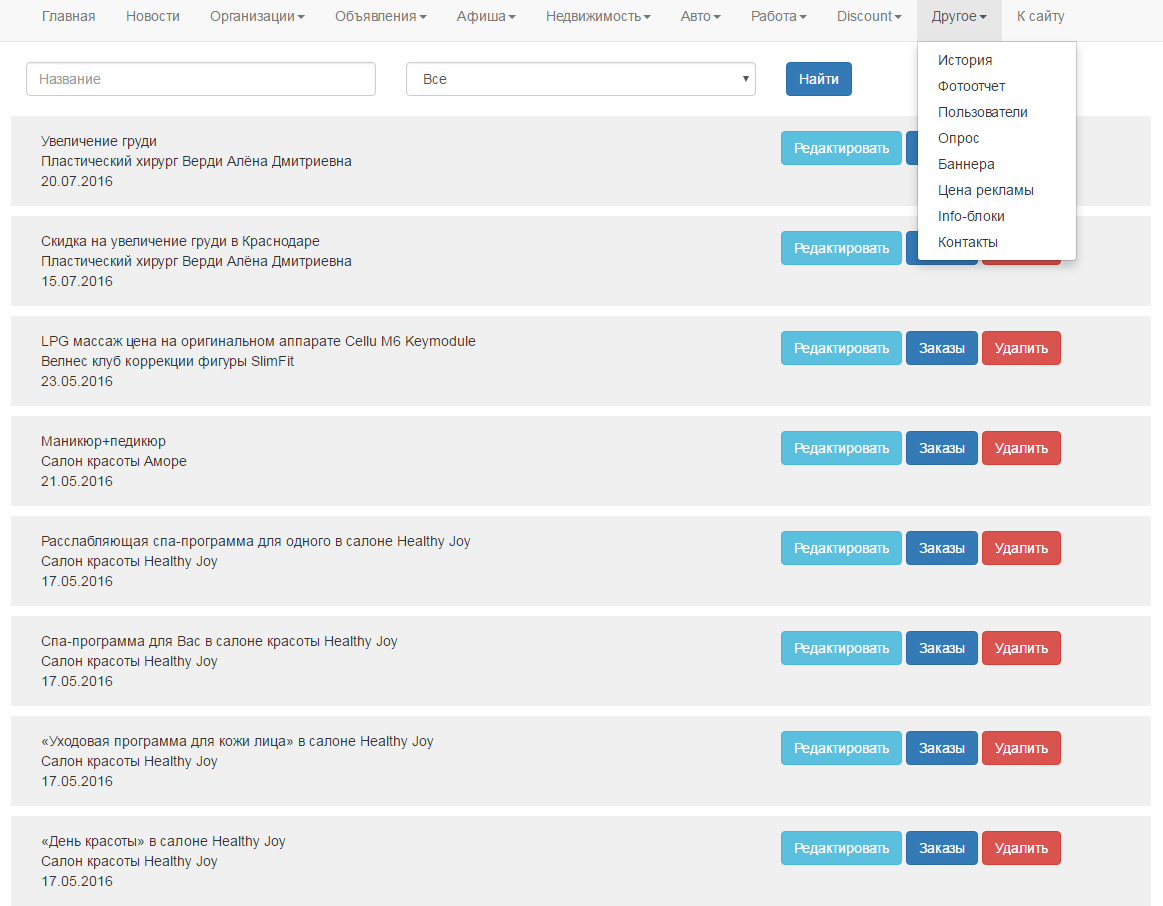 Главная Новости Организации Объявления Афиша Недвижимость Авто Работа Discount Другое К сайту
Название Все Найти
История
Фотоотчет
Пользователи
Опрос
Баннера
Цена рекламы
Info-блоки
Контакты
Увеличение груди
Пластический хирург Верди Алёна Дмитриевна
20.07.2016
Редактировать
Скидка на увеличение груди в Краснодаре
Пластический хирург Верди Алёна Дмитриевна
15.07.2016
Редактировать
LPG массаж цена на оригинальном аппарате Cellu M6 Keymodule
Велнес клуб коррекции фигуры SlimFit
23.05.2016
Редактировать Заказы Удалить
Маникюр+педикюр
Салон красоты Аморе
21.05.2016
Редактировать Заказы Удалить
Расслабляющая спа-программа для одного в салоне Healthy Joy
Салон красоты Healthy Joy
17.05.2016
Редактировать Заказы Удалить
Спа-программа для Вас в салоне красоты Healthy Joy
Салон красоты Healthy Joy
17.05.2016
Редактировать Заказы Удалить
«Уходовая программа для кожи лица» в салоне Healthy Joy
Салон красоты Healthy Joy
17.05.2016
Редактировать Заказы Удалить
«День красоты» в салоне Healthy Joy
Салон красоты Healthy Joy
17.05.2016
Редактировать Заказы Удалить